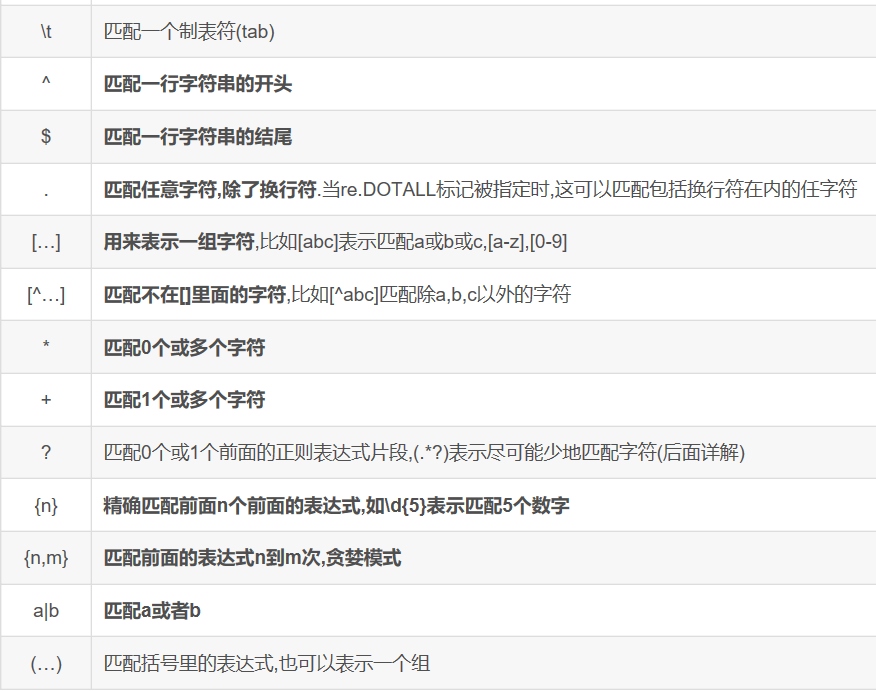 \t 匹配一个制表符(tab)
^ 匹配一行字符串的开头
$ 匹配一行字符串的结尾
. 匹配任意字符,除了换行符.当re.DOTALL标记被指定时,这可以匹配包括换行符在内的任字符
[…] 用来表示一组字符,比如[abc]表示匹配a或b或c,[a-z],[0-9]
[^…] 匹配不在[]里面的字符,比如[^abc]匹配除a,b,c以外的字符
* 匹配0个或多个字符
+ 匹配1个或多个字符
? 匹配0个或1个前面的正则表达式片段,(.*?)表示尽可能少地匹配字符(后面详解)
{n} 精确匹配前面n个前面的表达式,如\d{5}表示匹配5个数字
{n,m} 匹配前面的表达式n到m次,贪婪模式
a|b 匹配a或者b
(…) 匹配括号里的表达式,也可以表示一个组